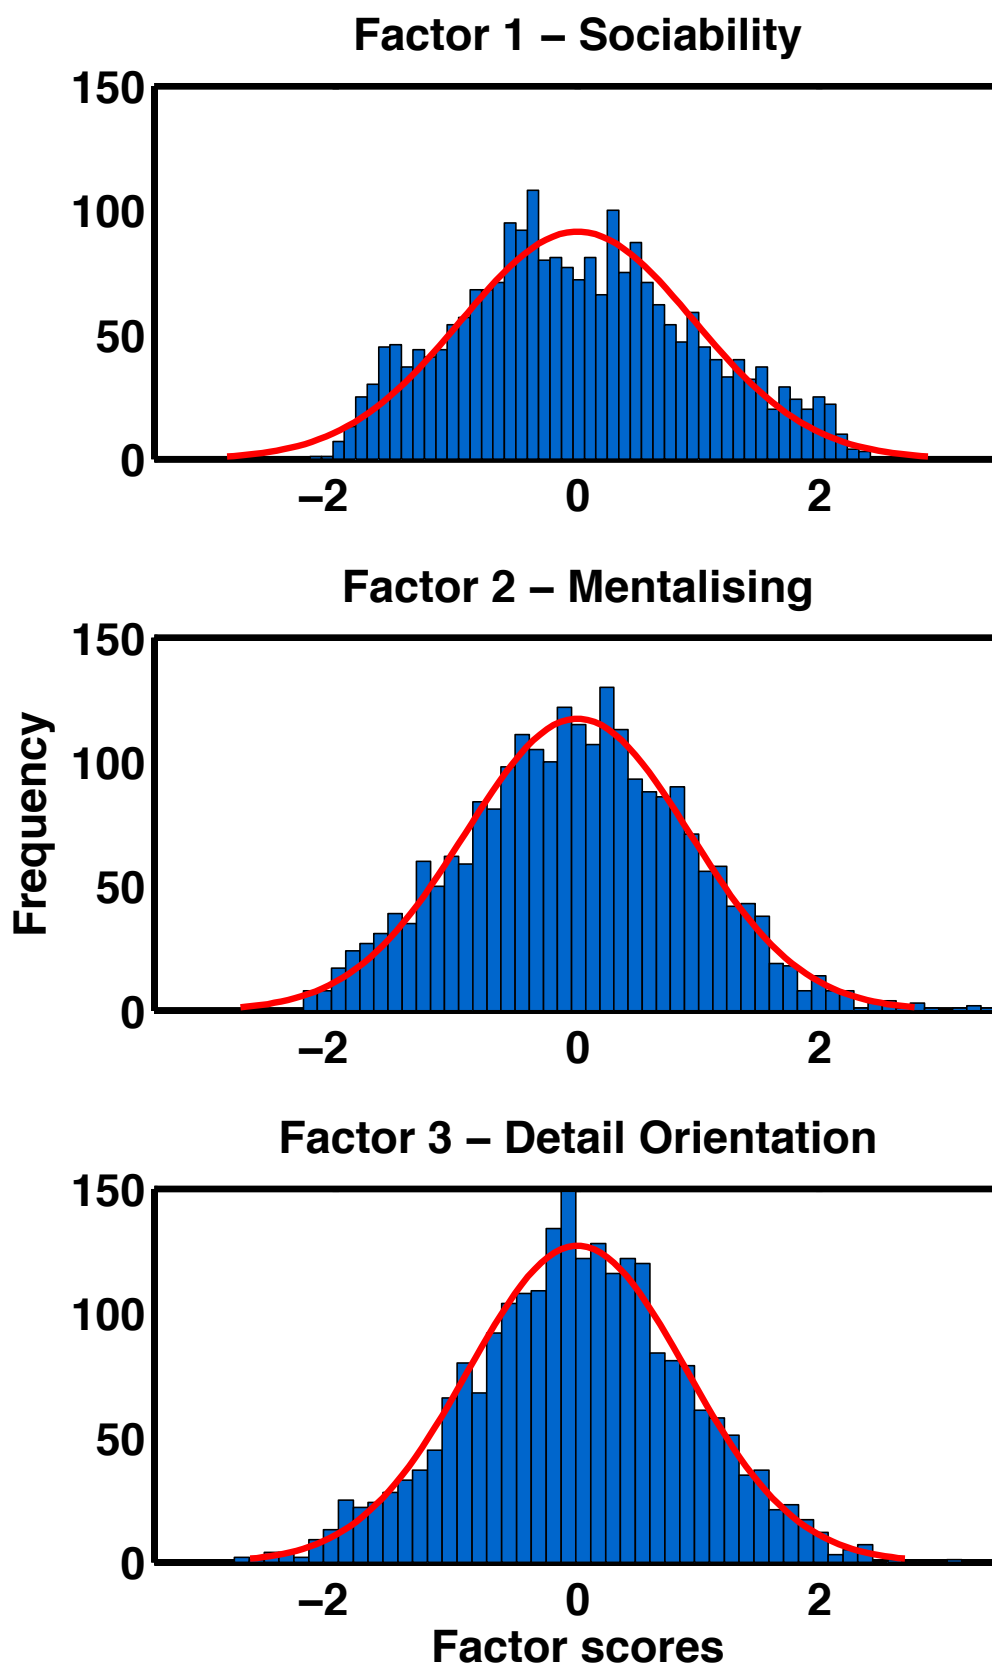 Factor 1 – Sociability
150
100
50
0
–2 0 2
Factor 2 – Mentalising
150
100
50
0
–2 0 2
Frequency
Factor 3 – Detail Orientation
150
100
50
0
–2 0 2
Factor scores